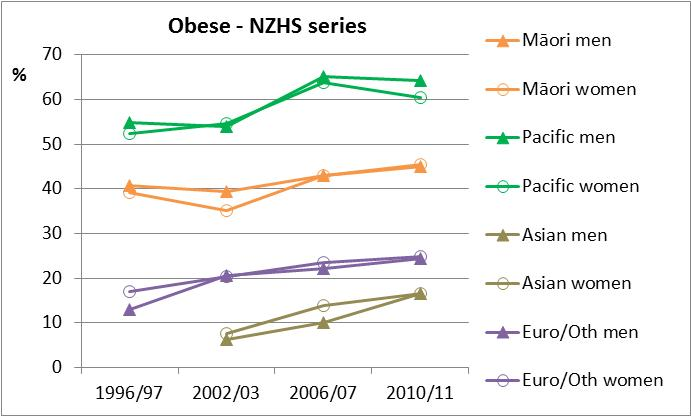 Obese - NZHS series
%
70
60
50
40
30
20
10
0
1996/97 2002/03 2006/07 2010/11
Māori men
Māori women
Pacific men
Pacific women
Asian men
Asian women
Euro/Oth men
Euro/Oth women